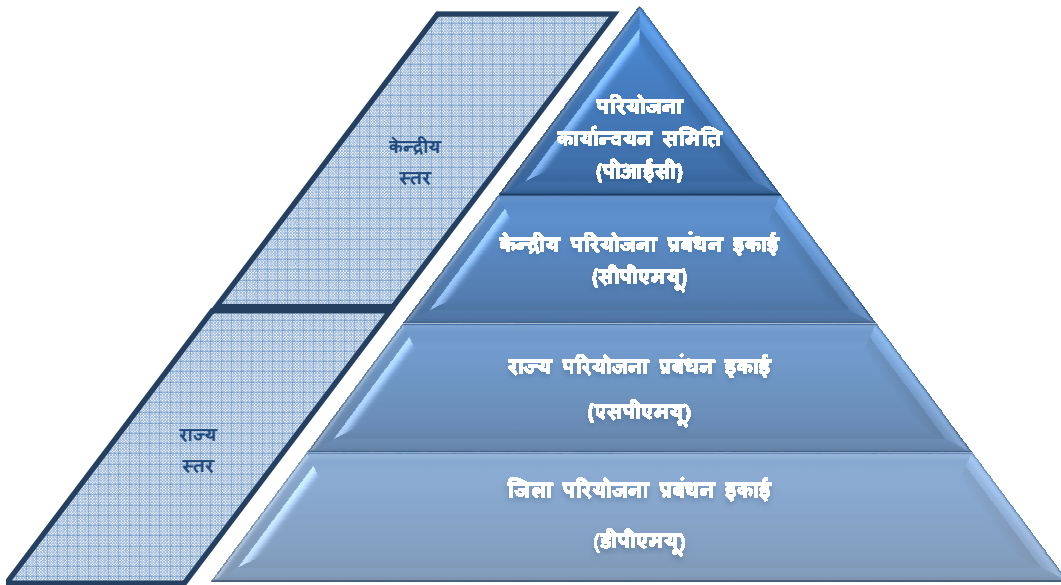 परियोजना
कार्यान्वयन समिति
(पीआईसी)
केन्द्रीय
स्तर
केन्द्रीय परियोजना प्रबंधन इकाई
(सीपीएमयू)
राज्य परियोजना प्रबंधन इकाई
(एसपीएमयू)
राज्य
स्तर
जिला परियोजना प्रबंधन इकाई
(डीपीएमयू)